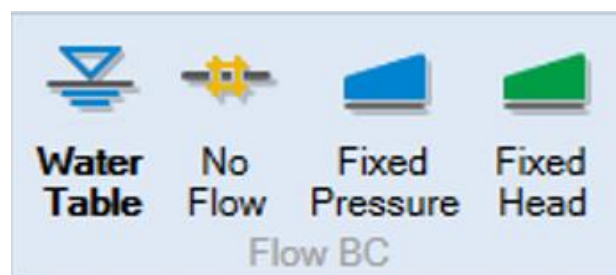 Water Table
No Flow
Fixed Pressure
Fixed Head
Flow BC